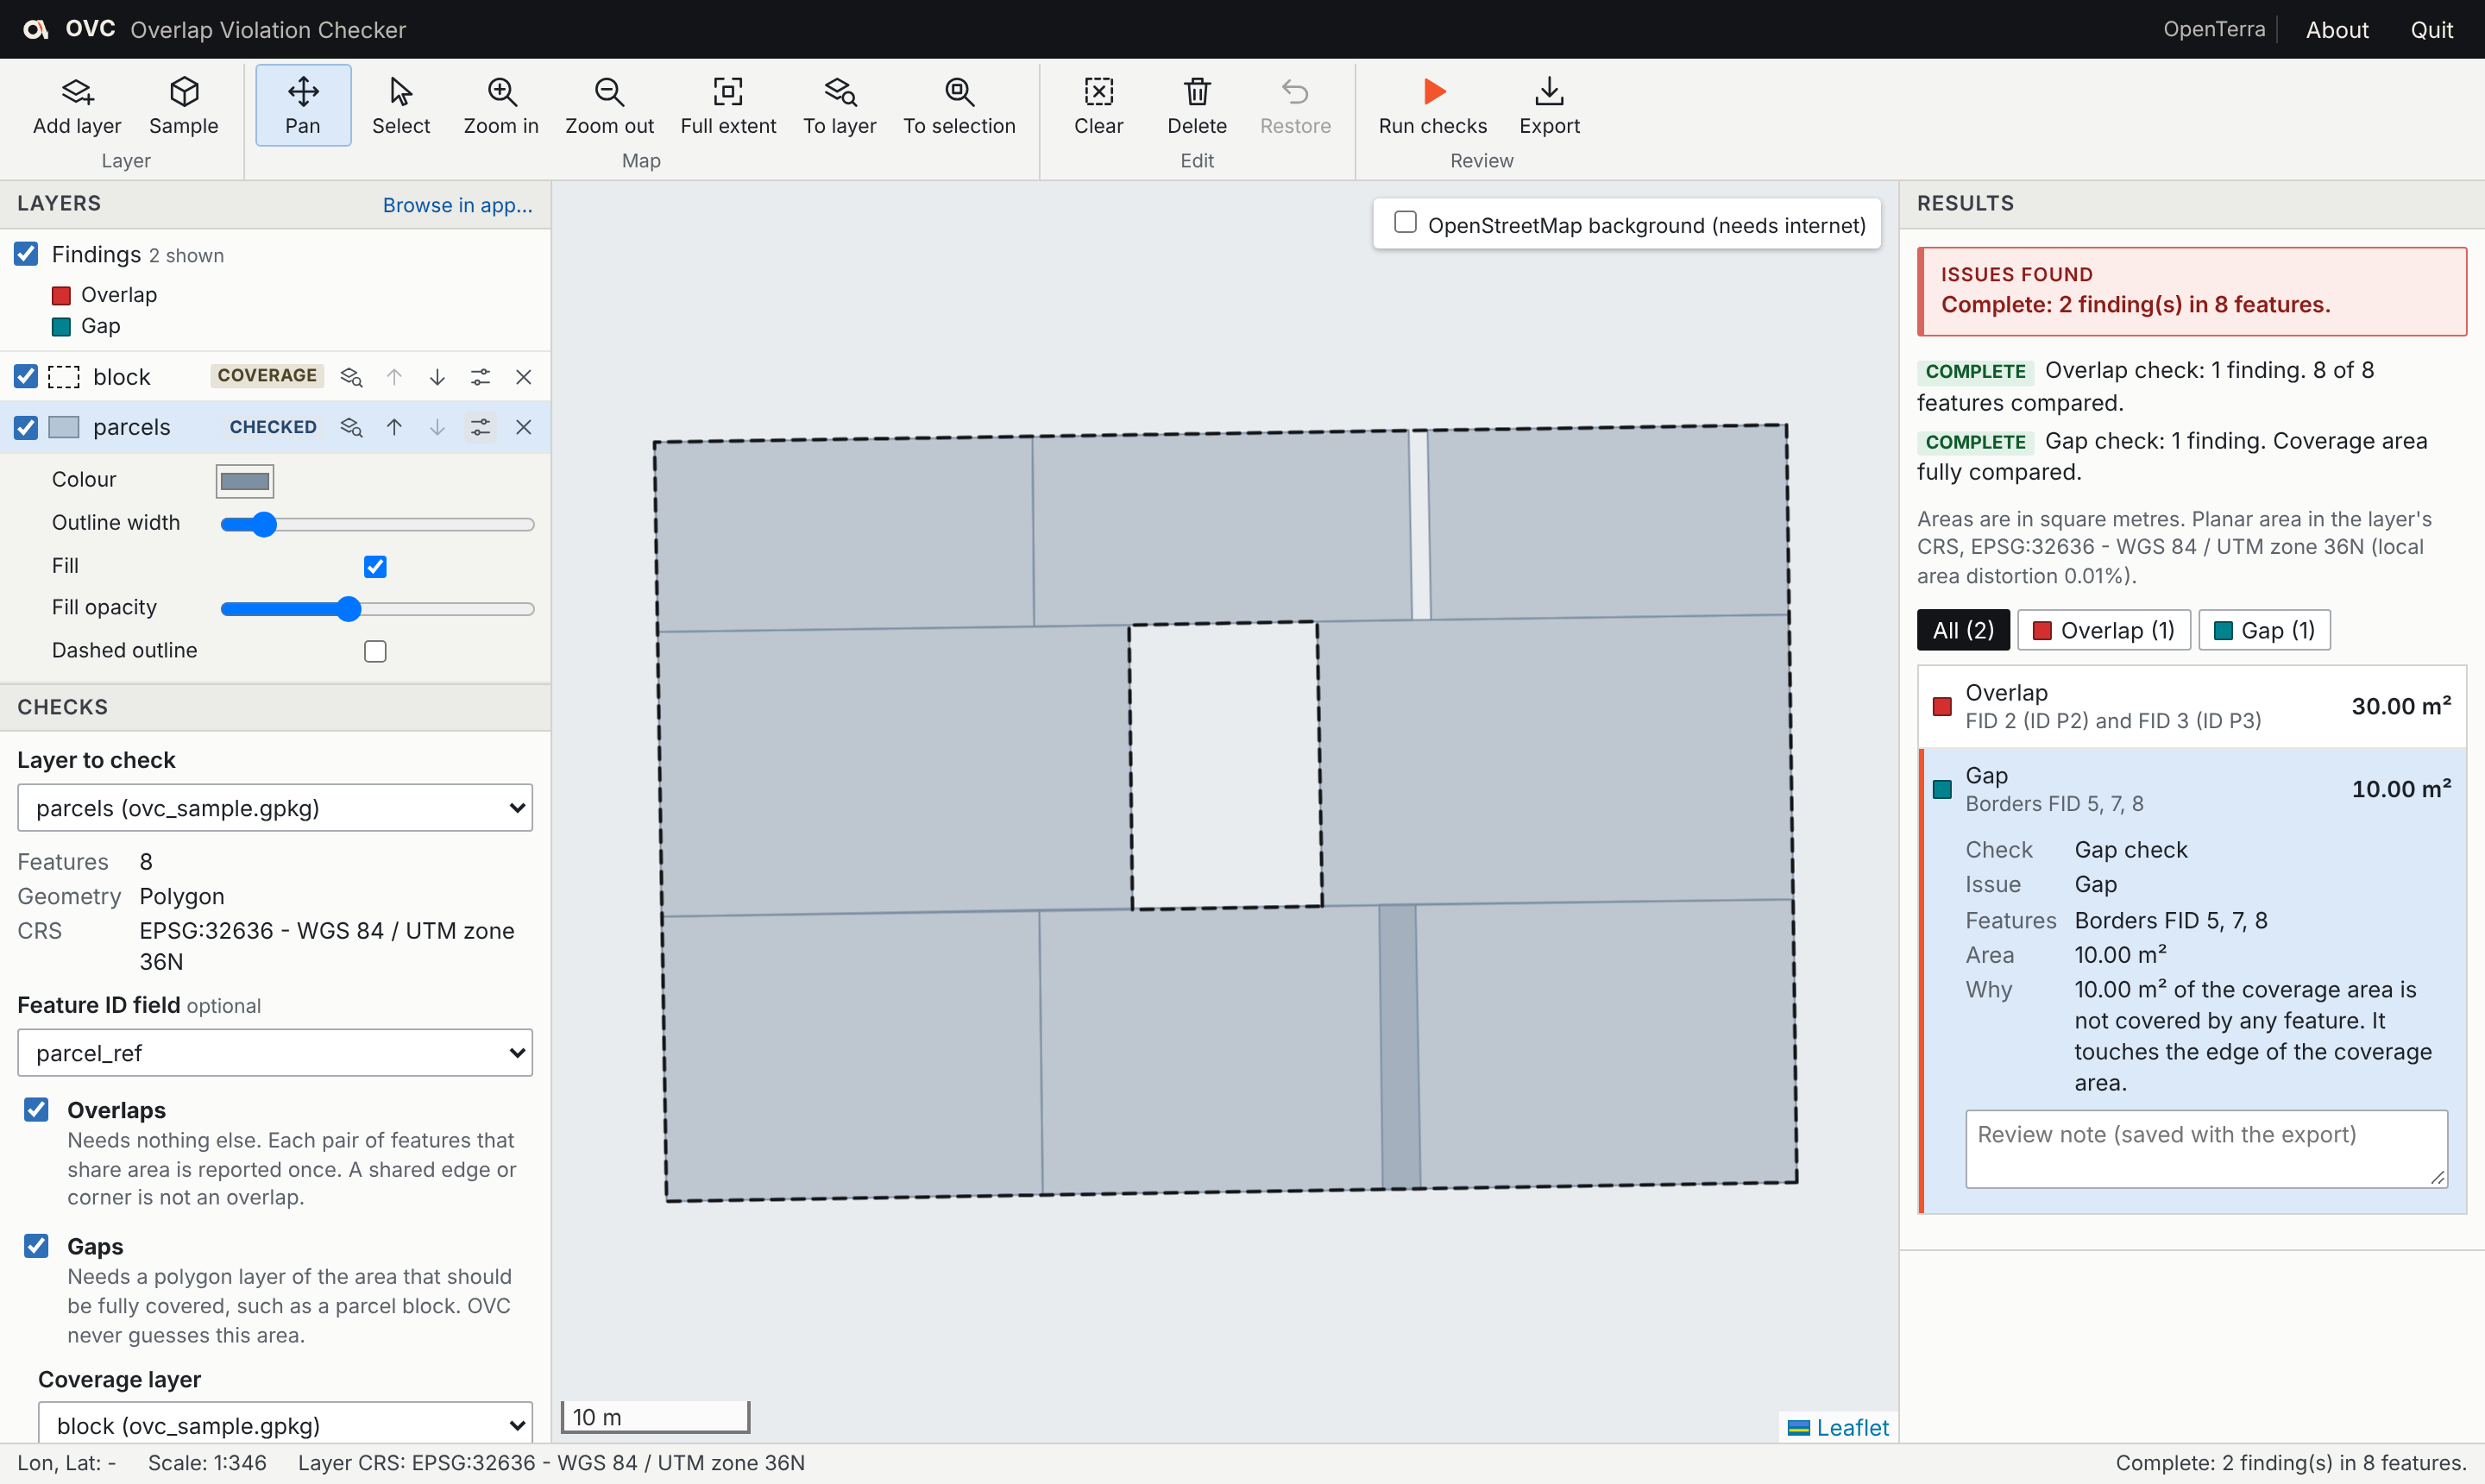 OVC Overlap Violation Checker
OpenTerra About Quit
Add layer Sample
Layer
Pan Select Zoom in Zoom out Full extent To layer To selection
Map
Clear Delete Restore
Edit
Run checks Export
Review
LAYERS Browse in app...
Findings 2 shown
Overlap
Gap
block COVERAGE
parcels CHECKED
Colour
Outline width
Fill
Fill opacity
Dashed outline
CHECKS
Layer to check
parcels (ovc_sample.gpkg)
Features 8
Geometry Polygon
CRS EPSG:32636 - WGS 84 / UTM zone
36N
Feature ID field optional
parcel_ref
Overlaps
Needs nothing else. Each pair of features that
share area is reported once. A shared edge or
corner is not an overlap.
Gaps
Needs a polygon layer of the area that should
be fully covered, such as a parcel block. OVC
never guesses this area.
Coverage layer
block (ovc_sample.gpkg)
OpenStreetMap background (needs internet)
10 m
Leaflet
RESULTS
ISSUES FOUND
Complete: 2 finding(s) in 8 features.
COMPLETE Overlap check: 1 finding. 8 of 8
features compared.
COMPLETE Gap check: 1 finding. Coverage area
fully compared.
Areas are in square metres. Planar area in the layer's
CRS, EPSG:32636 - WGS 84 / UTM zone 36N (local
area distortion 0.01%).
All (2) Overlap (1) Gap (1)
Overlap 30.00 m²
FID 2 (ID P2) and FID 3 (ID P3)
Gap 10.00 m²
Borders FID 5, 7, 8
Check Gap check
Issue Gap
Features Borders FID 5, 7, 8
Area 10.00 m²
Why 10.00 m² of the coverage area is
not covered by any feature. It
touches the edge of the coverage
area.
Review note (saved with the export)
Lon, Lat: - Scale: 1:346 Layer CRS: EPSG:32636 - WGS 84 / UTM zone 36N
Complete: 2 finding(s) in 8 features.